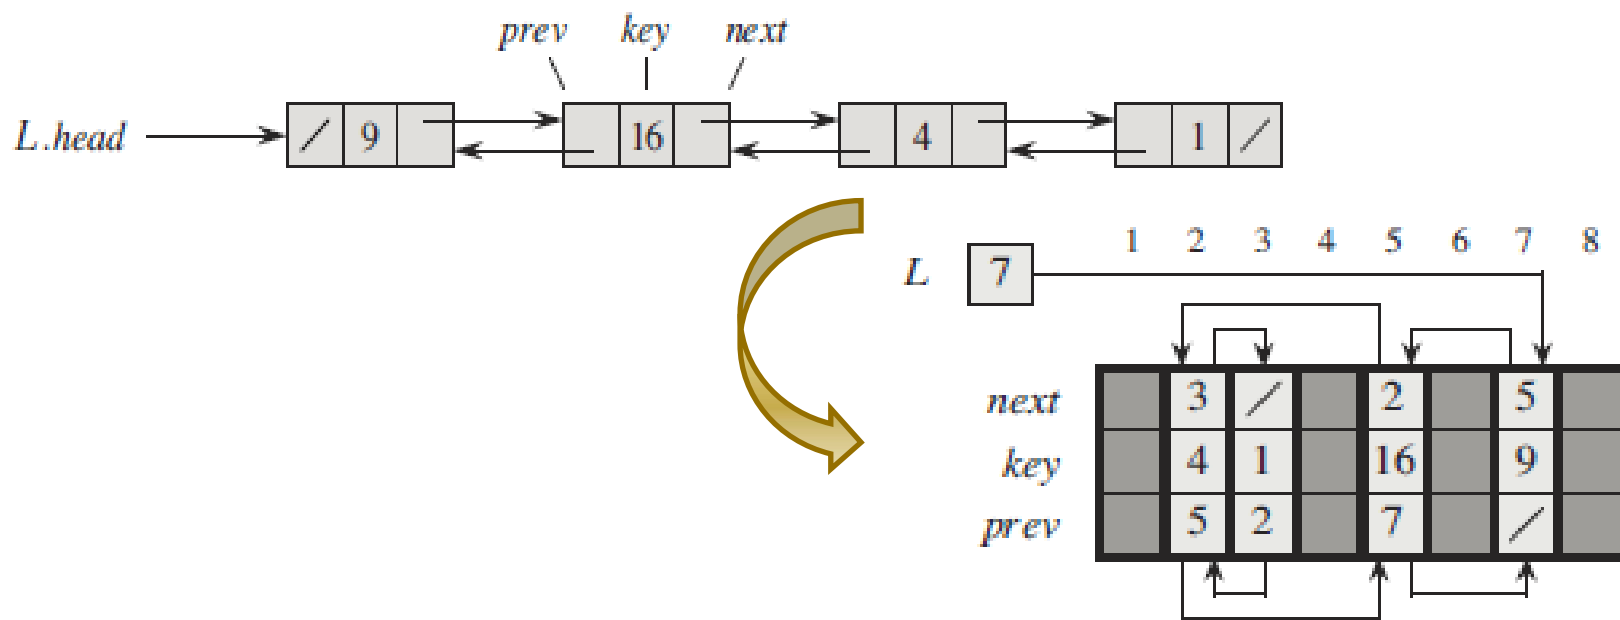 prev key next
L.head / 9 16 4 1 /
1 2 3 4 5 6 7 8
L 7
next 3 / 2 5
key 4 1 16 9
prev 5 2 7 /